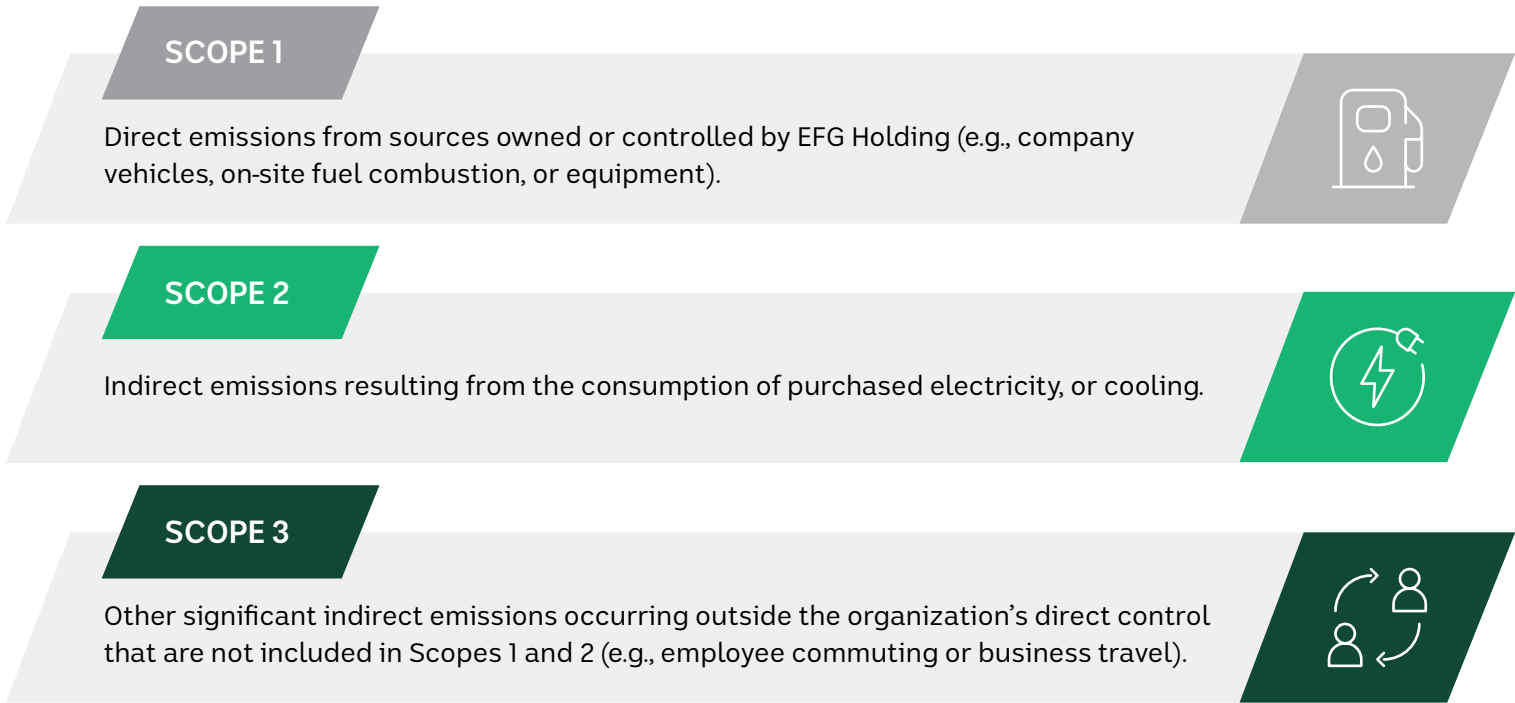 SCOPE 1
Direct emissions from sources owned or controlled by EFG Holding (e.g., company
vehicles, on-site fuel combustion, or equipment).
SCOPE 2
Indirect emissions resulting from the consumption of purchased electricity, or cooling.
SCOPE 3
Other significant indirect emissions occurring outside the organization’s direct control
that are not included in Scopes 1 and 2 (e.g., employee commuting or business travel).